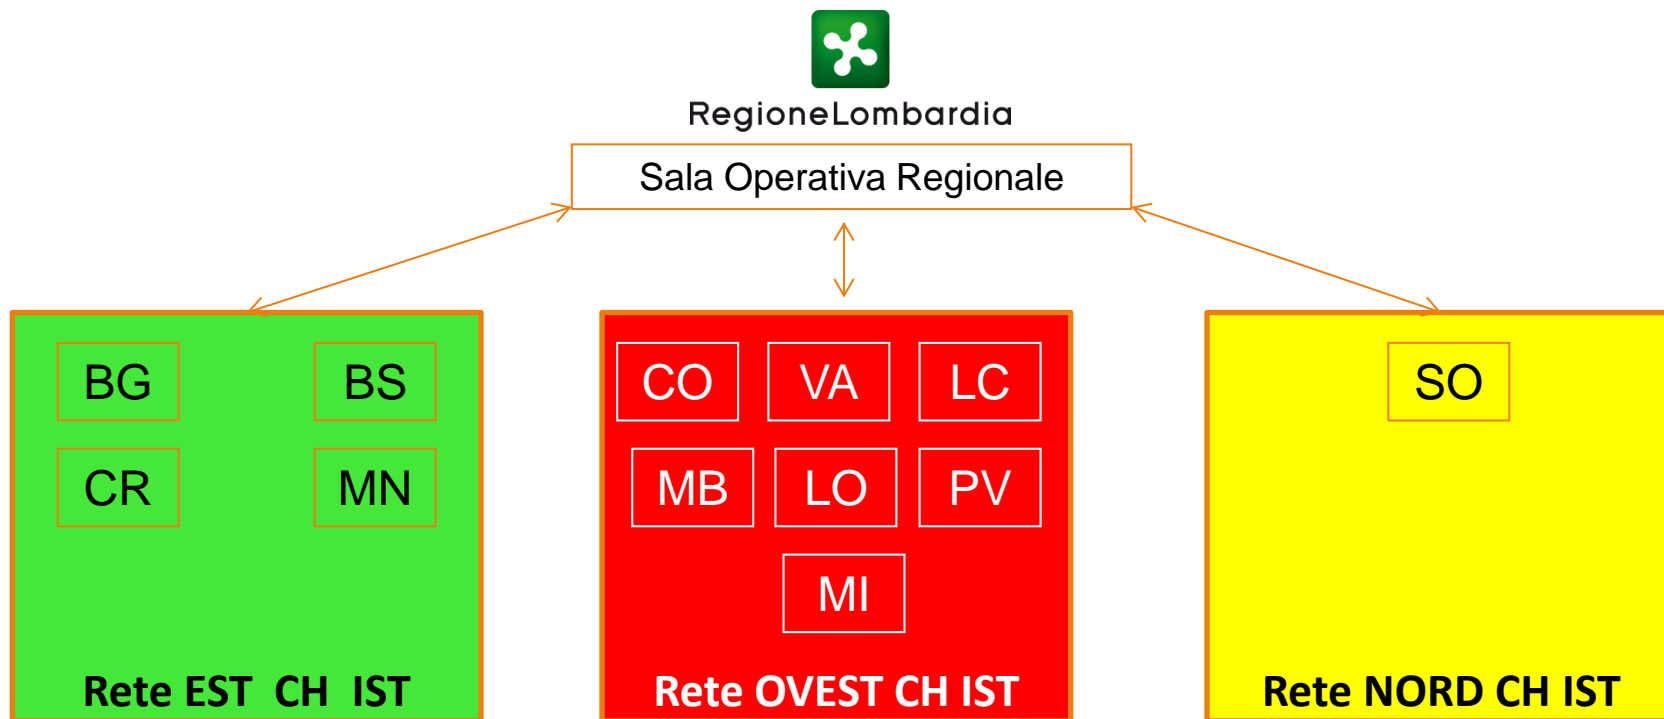 RegioneLombardia
Sala Operativa Regionale
BG BS
CR MN
Rete EST CH IST
CO VA LC
MB LO PV
MI
Rete OVEST CH IST
SO
Rete NORD CH IST